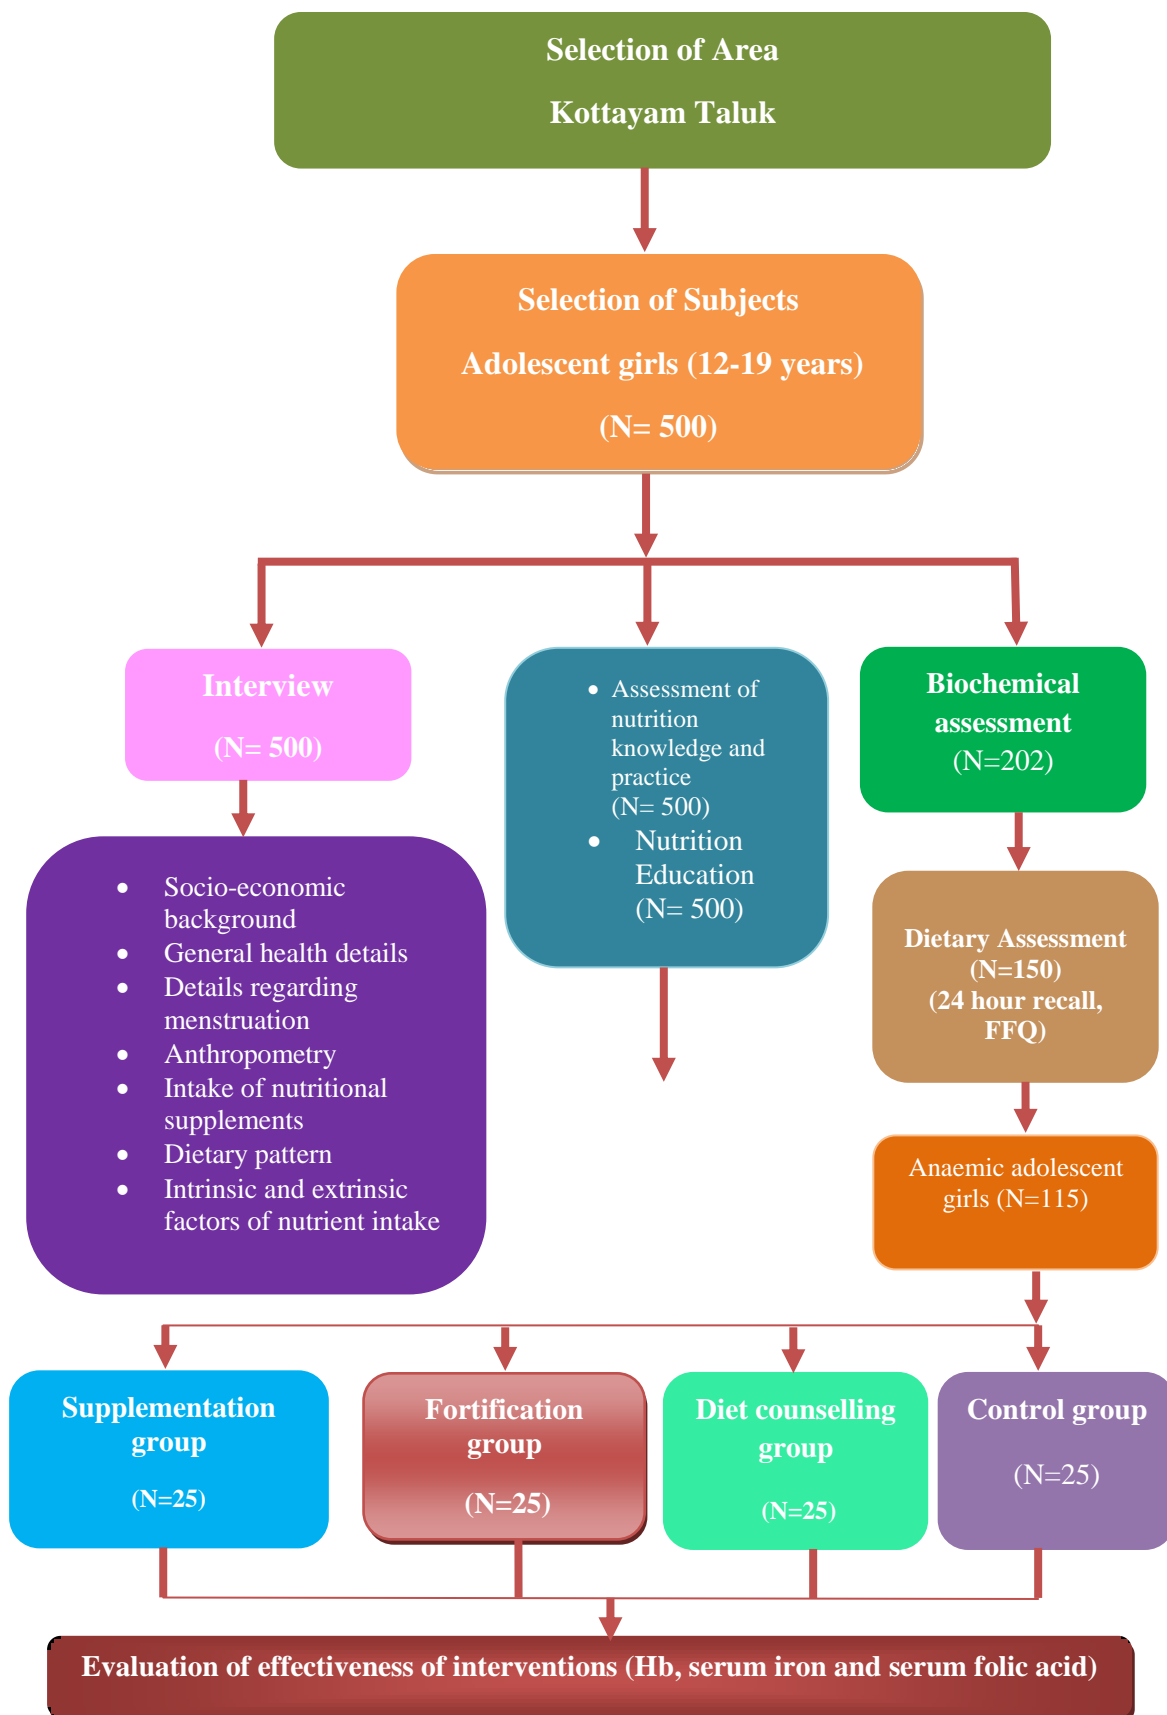 Selection of Area
Kottayam Taluk
Selection of Subjects
Adolescent girls (12-19 years)
(N= 500)
Interview
(N= 500)
• Socio-economic
background
• General health details
• Details regarding
menstruation
• Anthropometry
• Intake of nutritional
supplements
• Dietary pattern
• Intrinsic and extrinsic
factors of nutrient intake
• Assessment of
nutrition
knowledge and
practice
(N= 500)
• Nutrition
Education
(N= 500)
Biochemical
assessment
(N=202)
Dietary Assessment
(N=150)
(24 hour recall,
FFQ)
Anaemic adolescent
girls (N=115)
Supplementation
group
(N=25)
Fortification
group
(N=25)
Diet counselling
group
(N=25)
Control group
(N=25)
Evaluation of effectiveness of interventions (Hb, serum iron and serum folic acid)